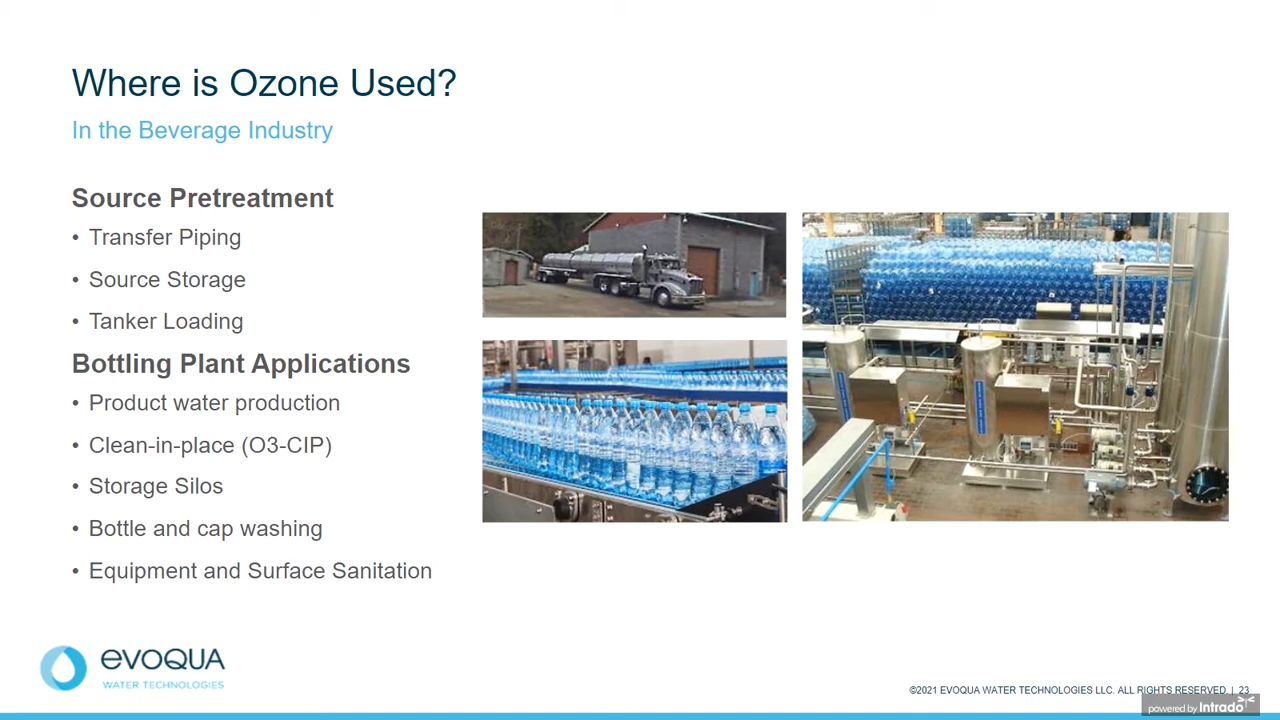 Where is Ozone Used?
In the Beverage Industry
Source Pretreatment
• Transfer Piping
• Source Storage
• Tanker Loading
Bottling Plant Applications
• Product water production
• Clean-in-place (O3-CIP)
• Storage Silos
• Bottle and cap washing
• Equipment and Surface Sanitation
evoqua
WATER TECHNOLOGIES
©2021 EVOQUA WATER TECHNOLOGIES LLC. ALL RIGHTS RESERVED. | 23
powered by Intrado